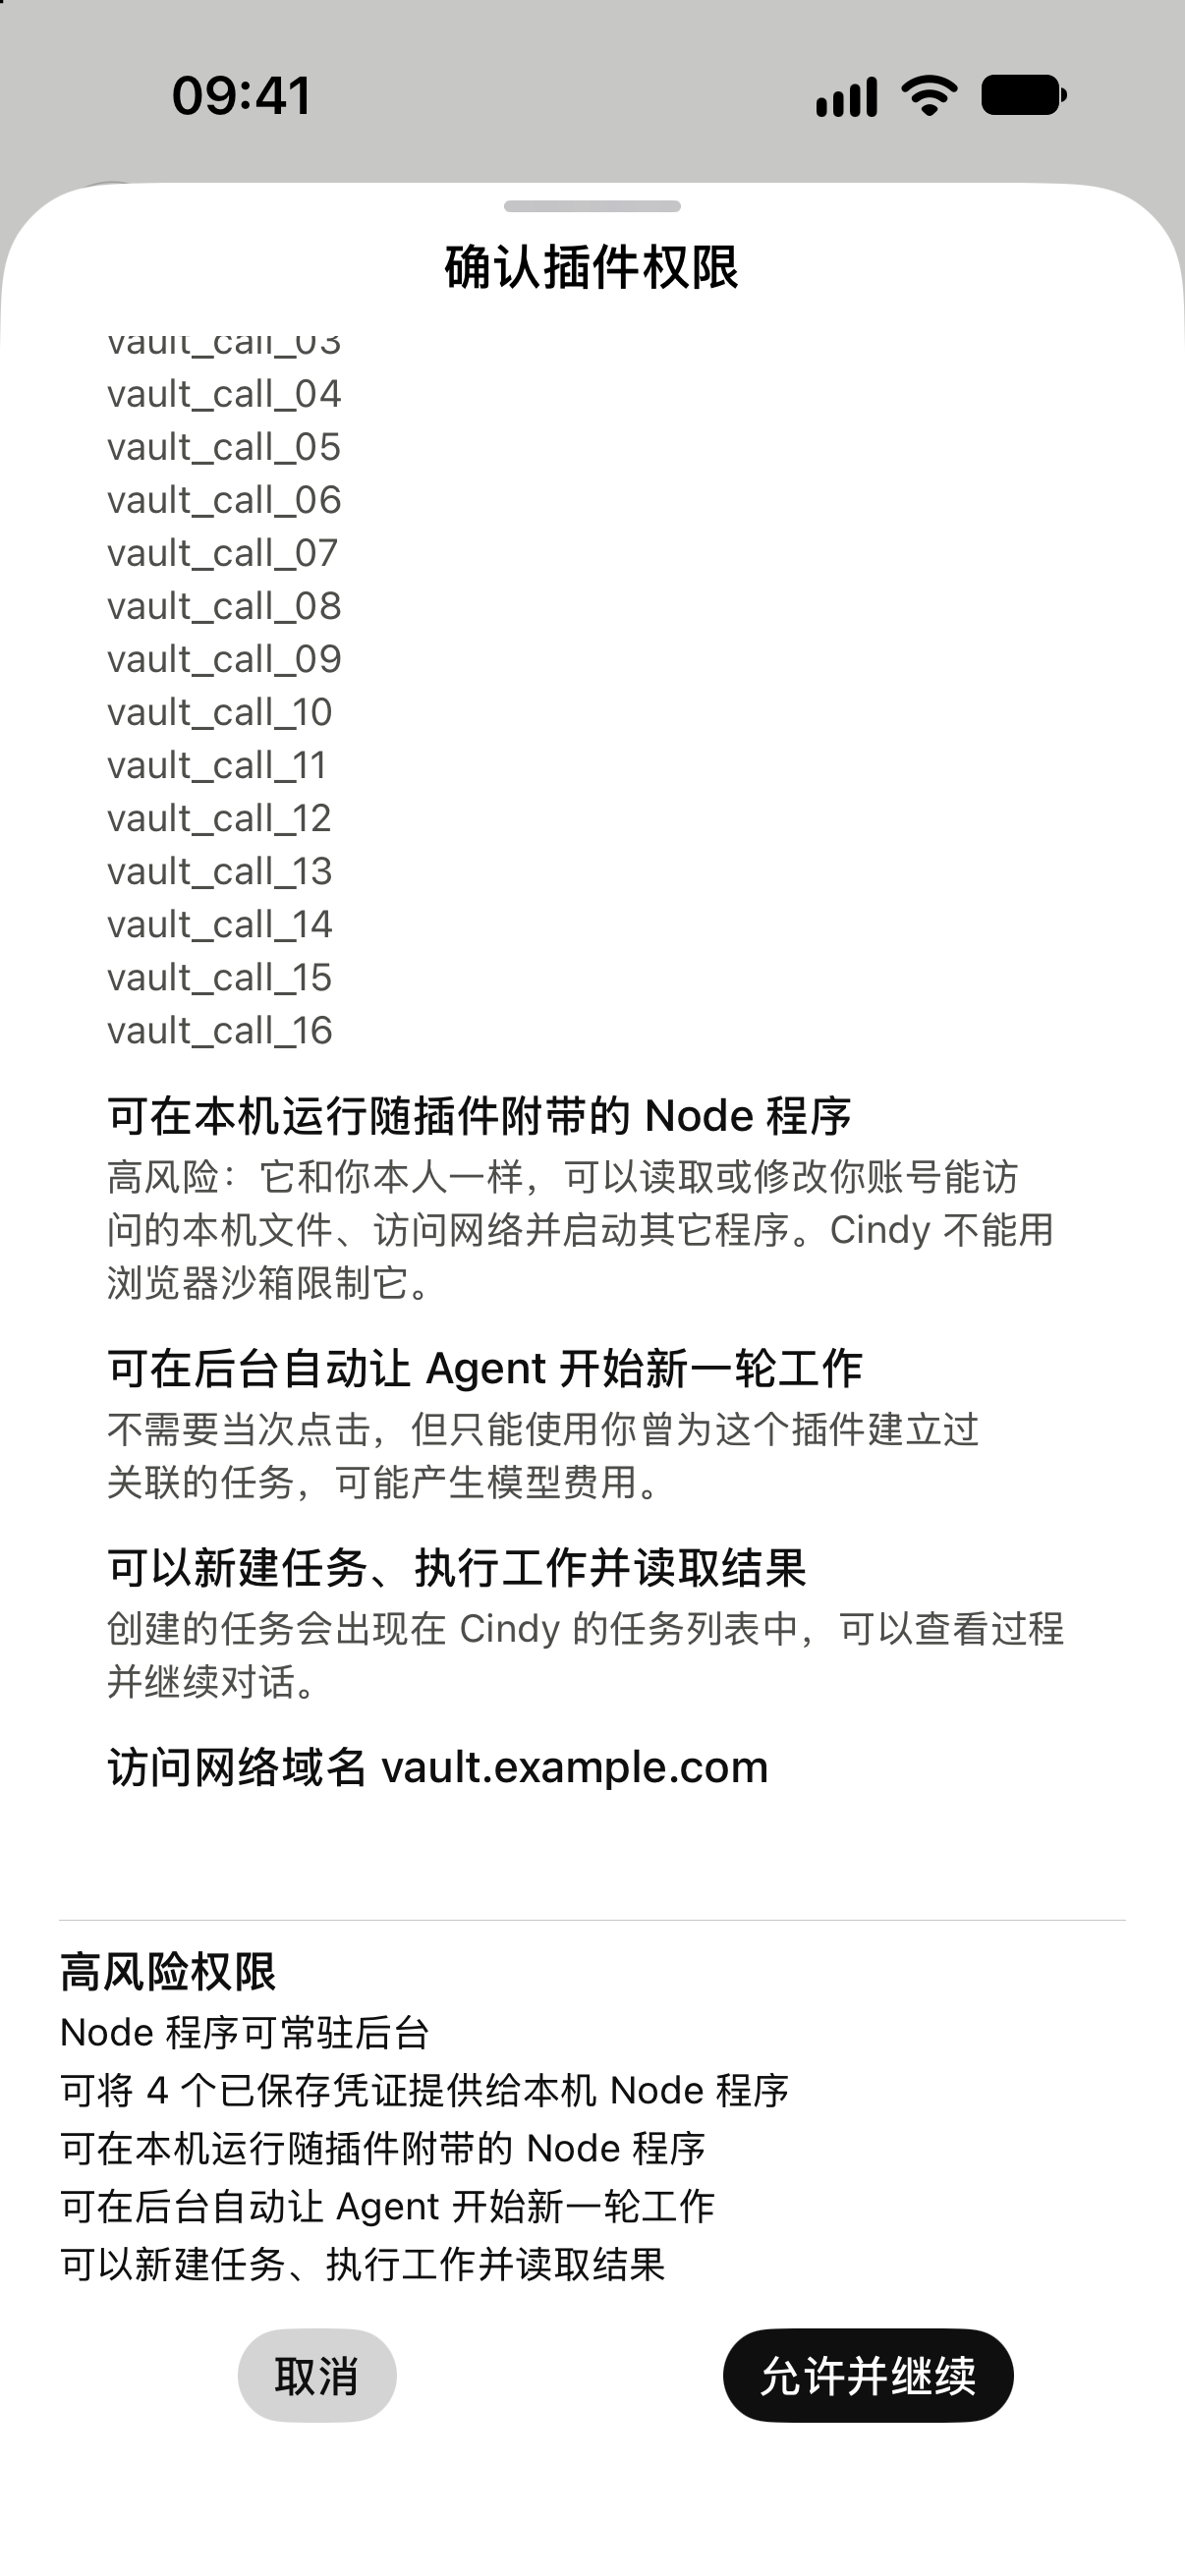 09:41
确认插件权限
vault_call_03
vault_call_04
vault_call_05
vault_call_06
vault_call_07
vault_call_08
vault_call_09
vault_call_10
vault_call_11
vault_call_12
vault_call_13
vault_call_14
vault_call_15
vault_call_16
可在本机运行随插件附带的 Node 程序
高风险：它和你本人一样，可以读取或修改你账号能访
问的本机文件、访问网络并启动其它程序。Cindy 不能用
浏览器沙箱限制它。
可在后台自动让 Agent 开始新一轮工作
不需要当次点击，但只能使用你曾为这个插件建立过
关联的任务，可能产生模型费用。
可以新建任务、执行工作并读取结果
创建的任务会出现在 Cindy 的任务列表中，可以查看过程
并继续对话。
访问网络域名 vault.example.com
高风险权限
Node 程序可常驻后台
可将 4 个已保存凭证提供给本机 Node 程序
可在本机运行随插件附带的 Node 程序
可在后台自动让 Agent 开始新一轮工作
可以新建任务、执行工作并读取结果
取消
允许并继续